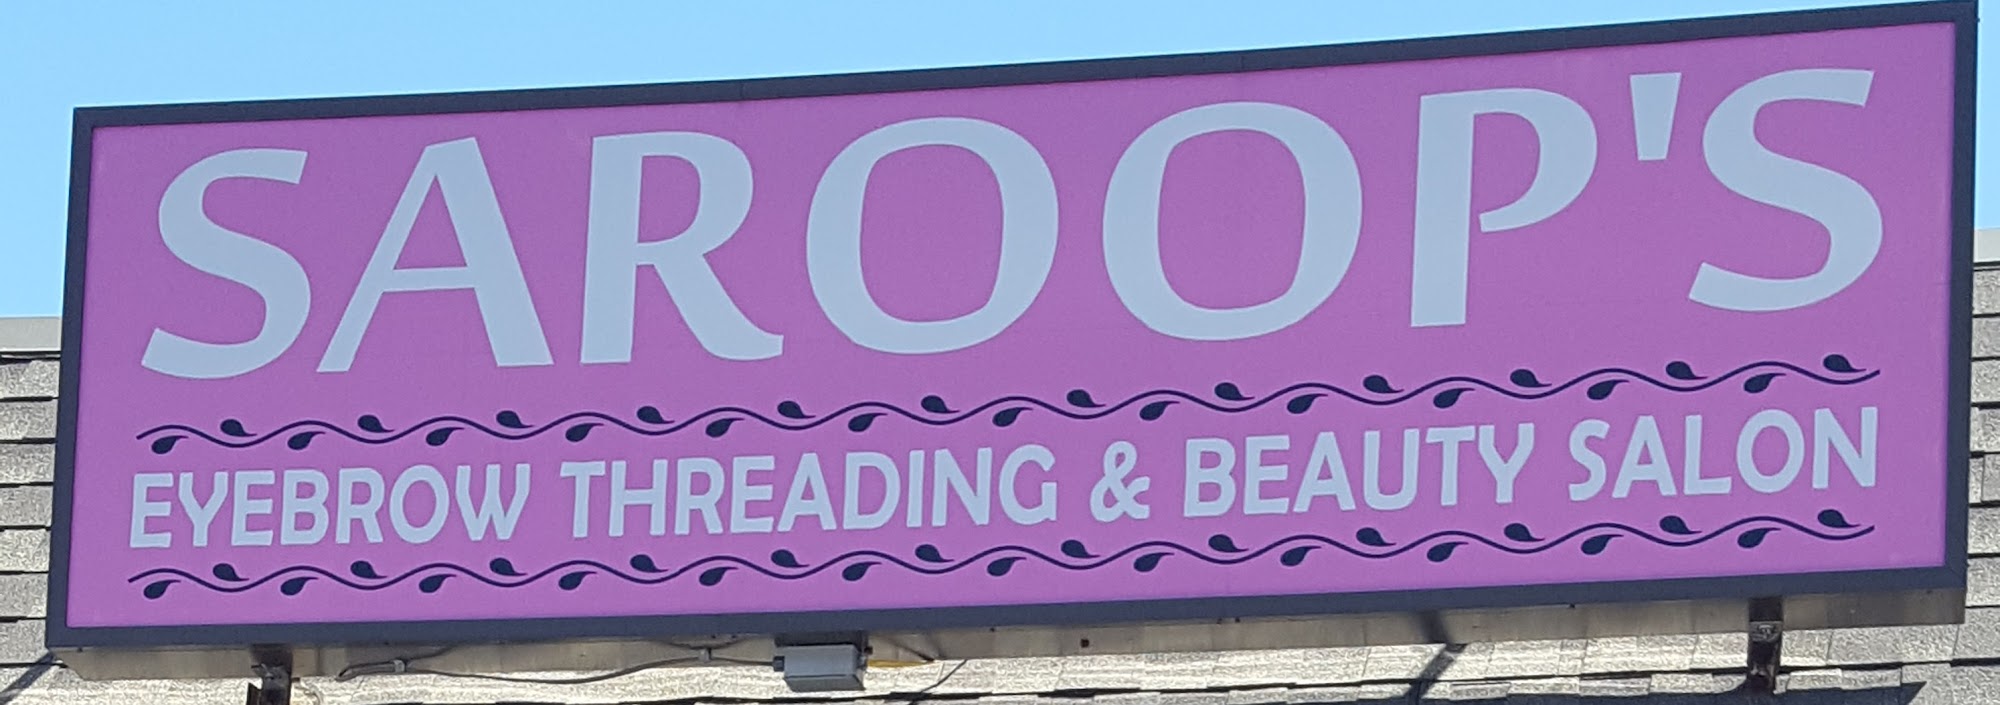 SAROOP'S
EYEBROW THREADING & BEAUTY SALON